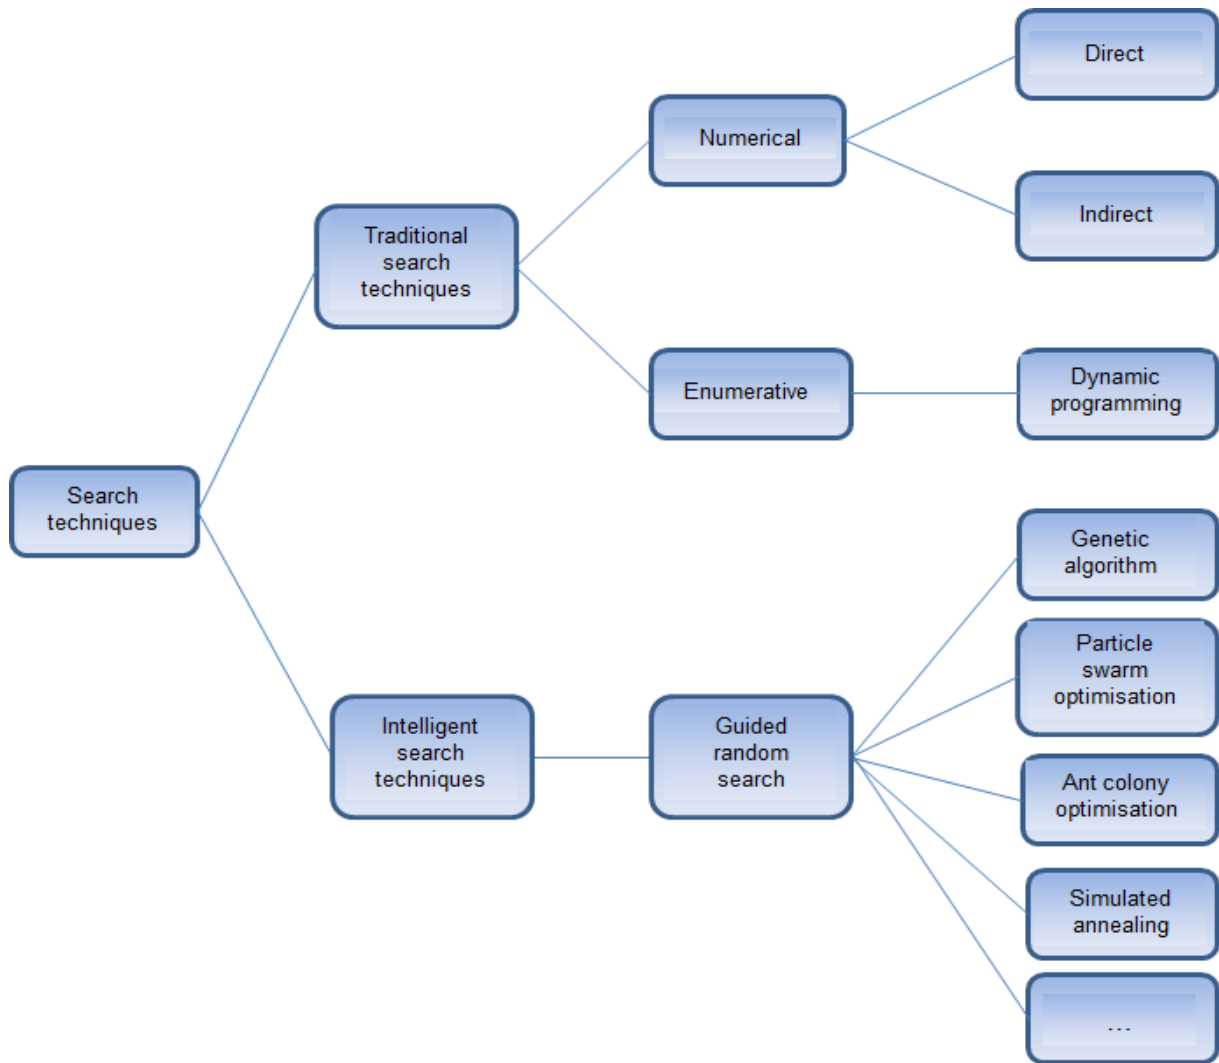 Direct
Numerical
Indirect
Traditional
search
techniques
Enumerative
Dynamic
programming
Search
techniques
Genetic
algorithm
Particle
swarm
optimisation
Intelligent
search
techniques
Guided
random
search
Ant colony
optimisation
Simulated
annealing
...